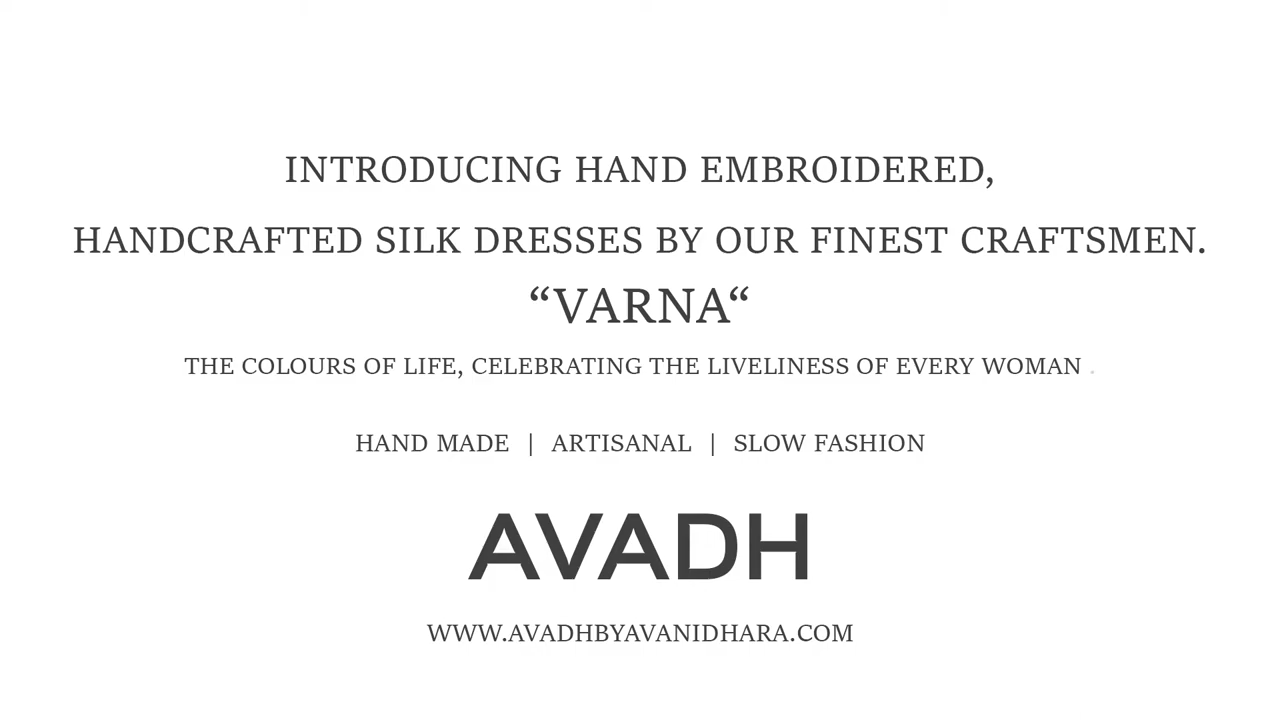 INTRODUCING HAND EMBROIDERED,
HANDCRAFTED SILK DRESSES BY OUR FINEST CRAFTSMEN.
“VARNA“
THE COLOURS OF LIFE, CELEBRATING THE LIVELINESS OF EVERY WOMAN .
HAND MADE | ARTISANAL | SLOW FASHION
AVADH
WWW.AVADHBYAVANIDHARA.COM